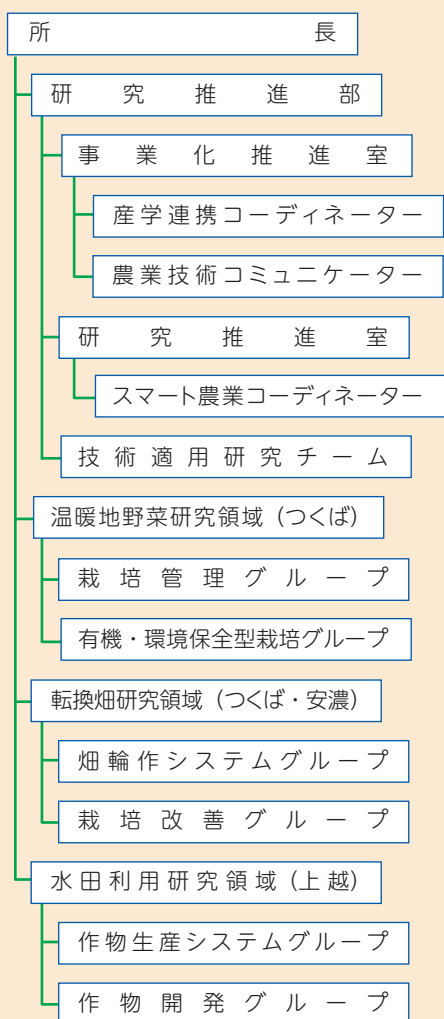 所長
研究推進部
事業化推進室
産学連携コーディネーター
農業技術コミュニケーター
研究推進室
スマート農業コーディネーター
技術適用研究チーム
温暖地野菜研究領域（つくば）
栽培管理グループ
有機・環境保全型栽培グループ
転換畑研究領域（つくば・安濃）
畑輪作システムグループ
栽培改善グループ
水田利用研究領域（上越）
作物生産システムグループ
作物開発グループ